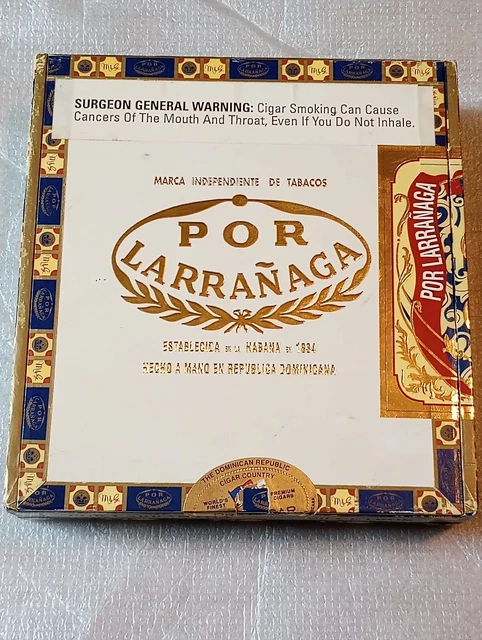 SURGEON GENERAL WARNING: Cigar Smoking Can Cause
Cancers Of The Mouth And Throat, Even If You Do Not Inhale.
MARCA INDEPENDIENTE DE TABACOS
POR
LARRAÑAGA
ESTABLECIDA EN LA HABANA EN 1834
HECHO A MANO EN REPUBLICA DOMINICANA
POR LARRAÑAGA
THE DOMINICAN REPUBLIC
CIGAR COUNTRY
WORLD'S
FINEST
PREMIUM
CIGARS
POR
LARRAÑAGA